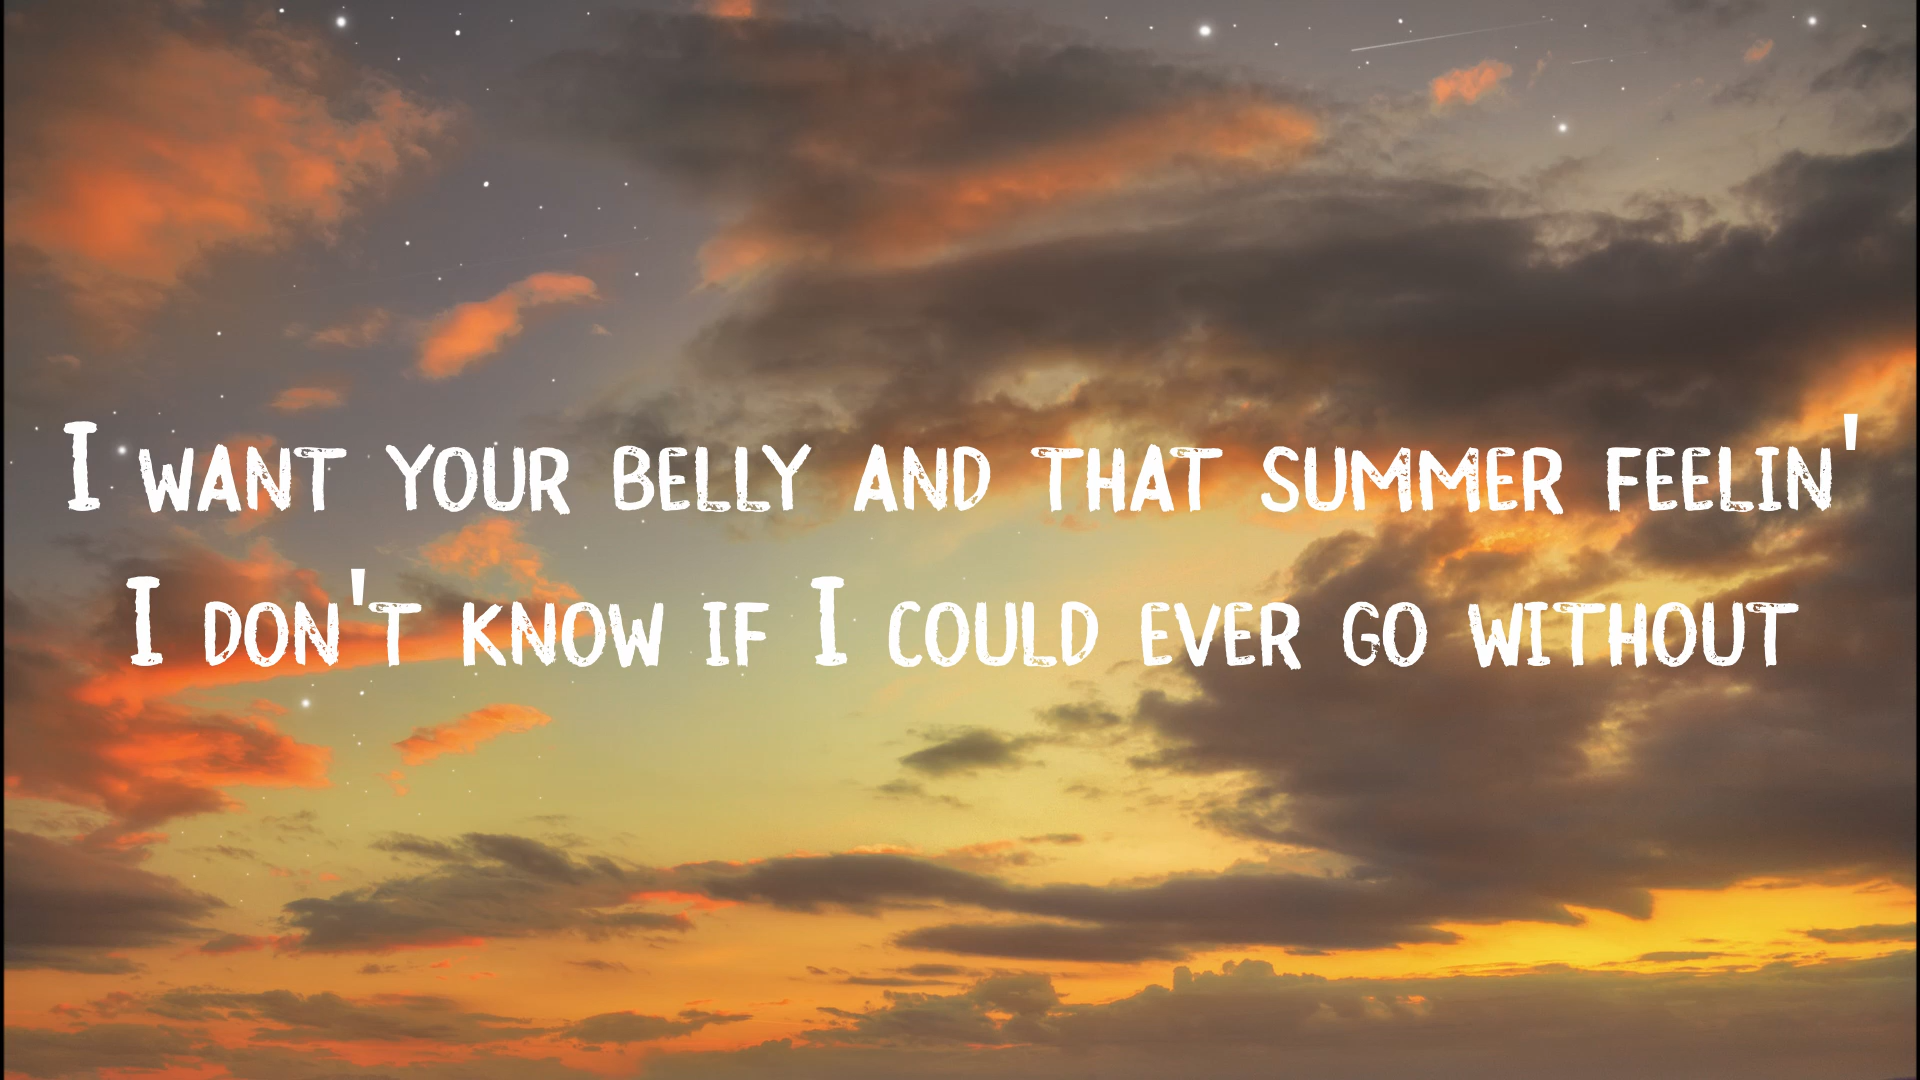 I want your belly and that summer feelin'
I don't know if I could ever go without